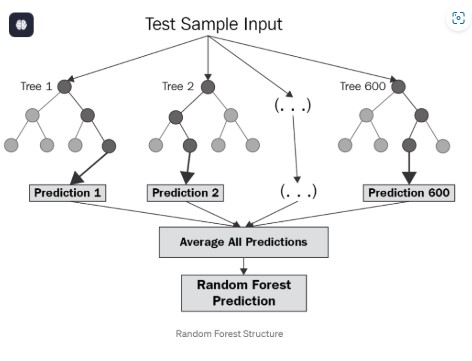 Test Sample Input
Tree 1
Tree 2
(. . .)
Tree 600
Prediction 1
Prediction 2
(. . .)
Prediction 600
Average All Predictions
Random Forest
Prediction
Random Forest Structure